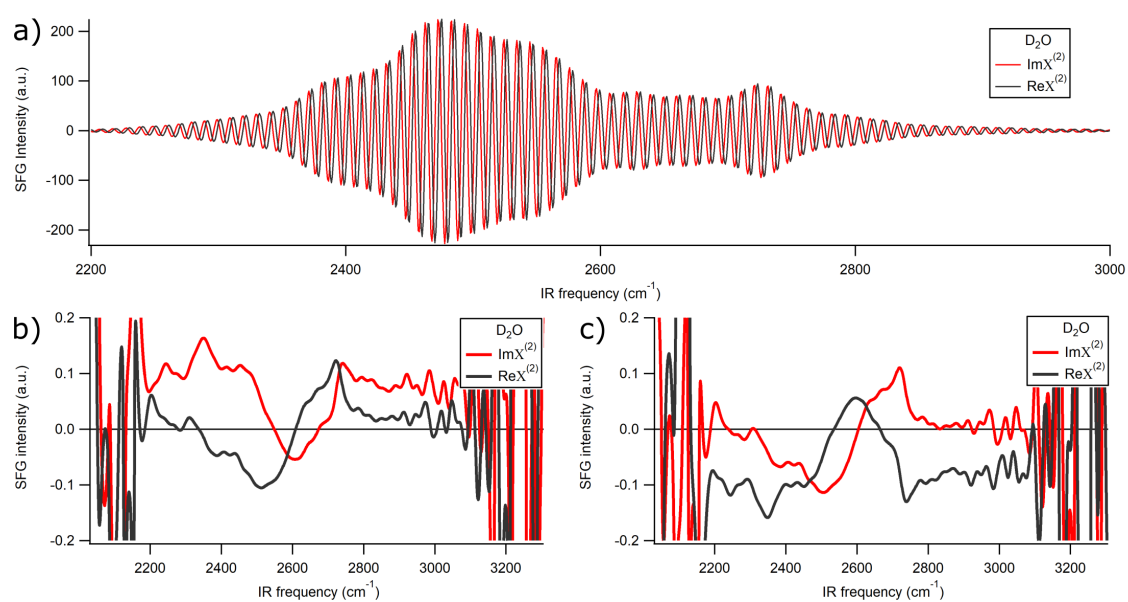 a)
SFG Intensity (a.u.)
200
100
0
-100
-200
D₂O
ImX⁽²⁾
ReX⁽²⁾
2200
2400
2600
2800
3000
IR frequency (cm⁻¹)
b)
SFG intensity (a.u.)
0.2
0.1
0.0
-0.1
-0.2
D₂O
ImX⁽²⁾
ReX⁽²⁾
2200
2400
2600
2800
3000
3200
IR frequency (cm⁻¹)
c)
SFG intensity (a.u.)
0.2
0.1
0.0
-0.1
-0.2
D₂O
ImX⁽²⁾
ReX⁽²⁾
2200
2400
2600
2800
3000
3200
IR frequency (cm⁻¹)